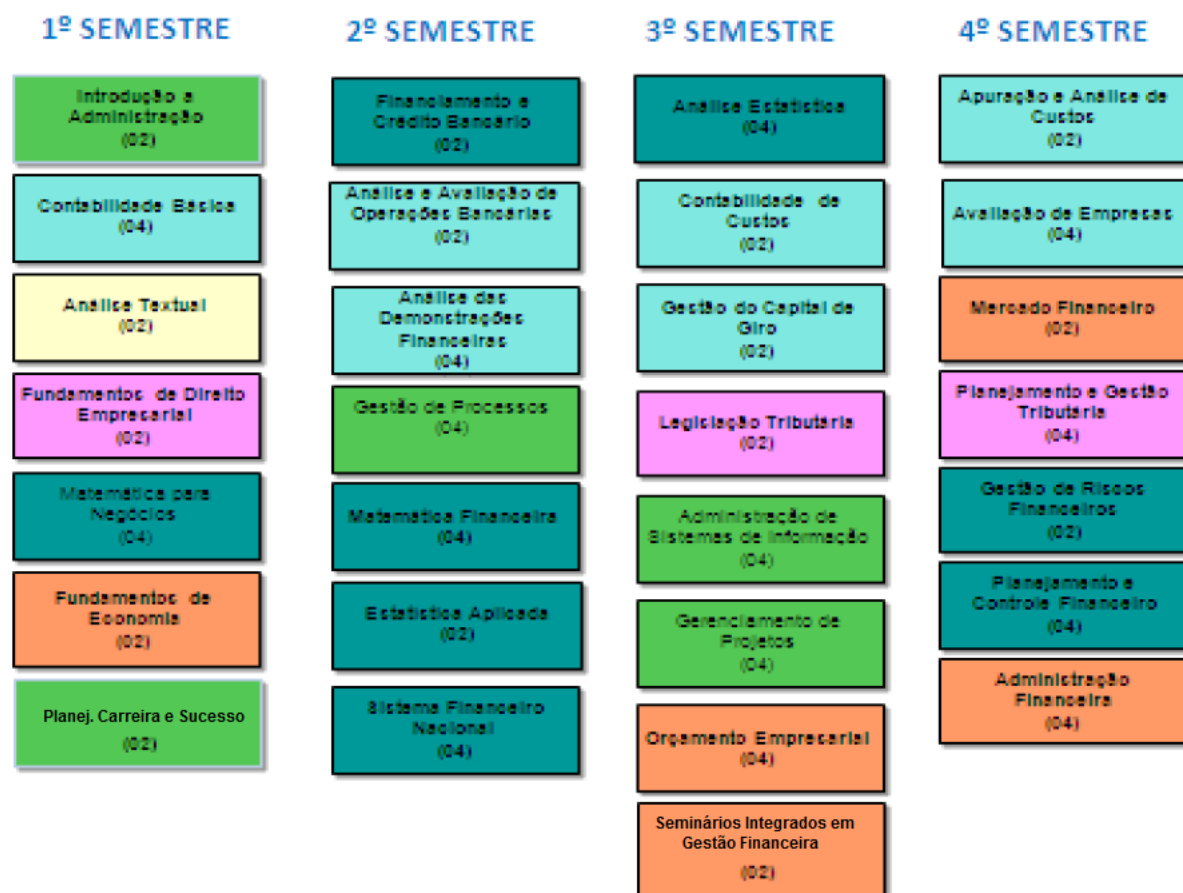 1º SEMESTRE
Introdução a
Administração
(02)
Contabilidade Básica
(04)
Análise Textual
(02)
Fundamentos de Direito
Empresarial
(02)
Matemática para
Negócios
(04)
Fundamentos de
Economia
(02)
Planej. Carreira e Sucesso
(02)
2º SEMESTRE
Financiamento e
Crédito Bancário
(02)
Análise e Avaliação de
Operações Bancárias
(02)
Análise das
Demonstrações
Financeiras
(04)
Gestão de Processos
(04)
Matemática Financeira
(04)
Estatística Aplicada
(02)
Sistema Financeiro
Nacional
(04)
3º SEMESTRE
Análise Estatística
(04)
Contabilidade de
Custos
(02)
Gestão do Capital de
Giro
(02)
Legislação Tributária
(02)
Administração de
Sistemas de Informação
(04)
Gerenciamento de
Projetos
(04)
Orçamento Empresarial
(04)
Seminários Integrados em
Gestão Financeira
(02)
4º SEMESTRE
Apuração e Análise de
Custos
(02)
Avaliação de Empresas
(04)
Mercado Financeiro
(02)
Planejamento e Gestão
Tributária
(04)
Gestão de Riscos
Financeiros
(02)
Planejamento e
Controle Financeiro
(04)
Administração
Financeira
(04)